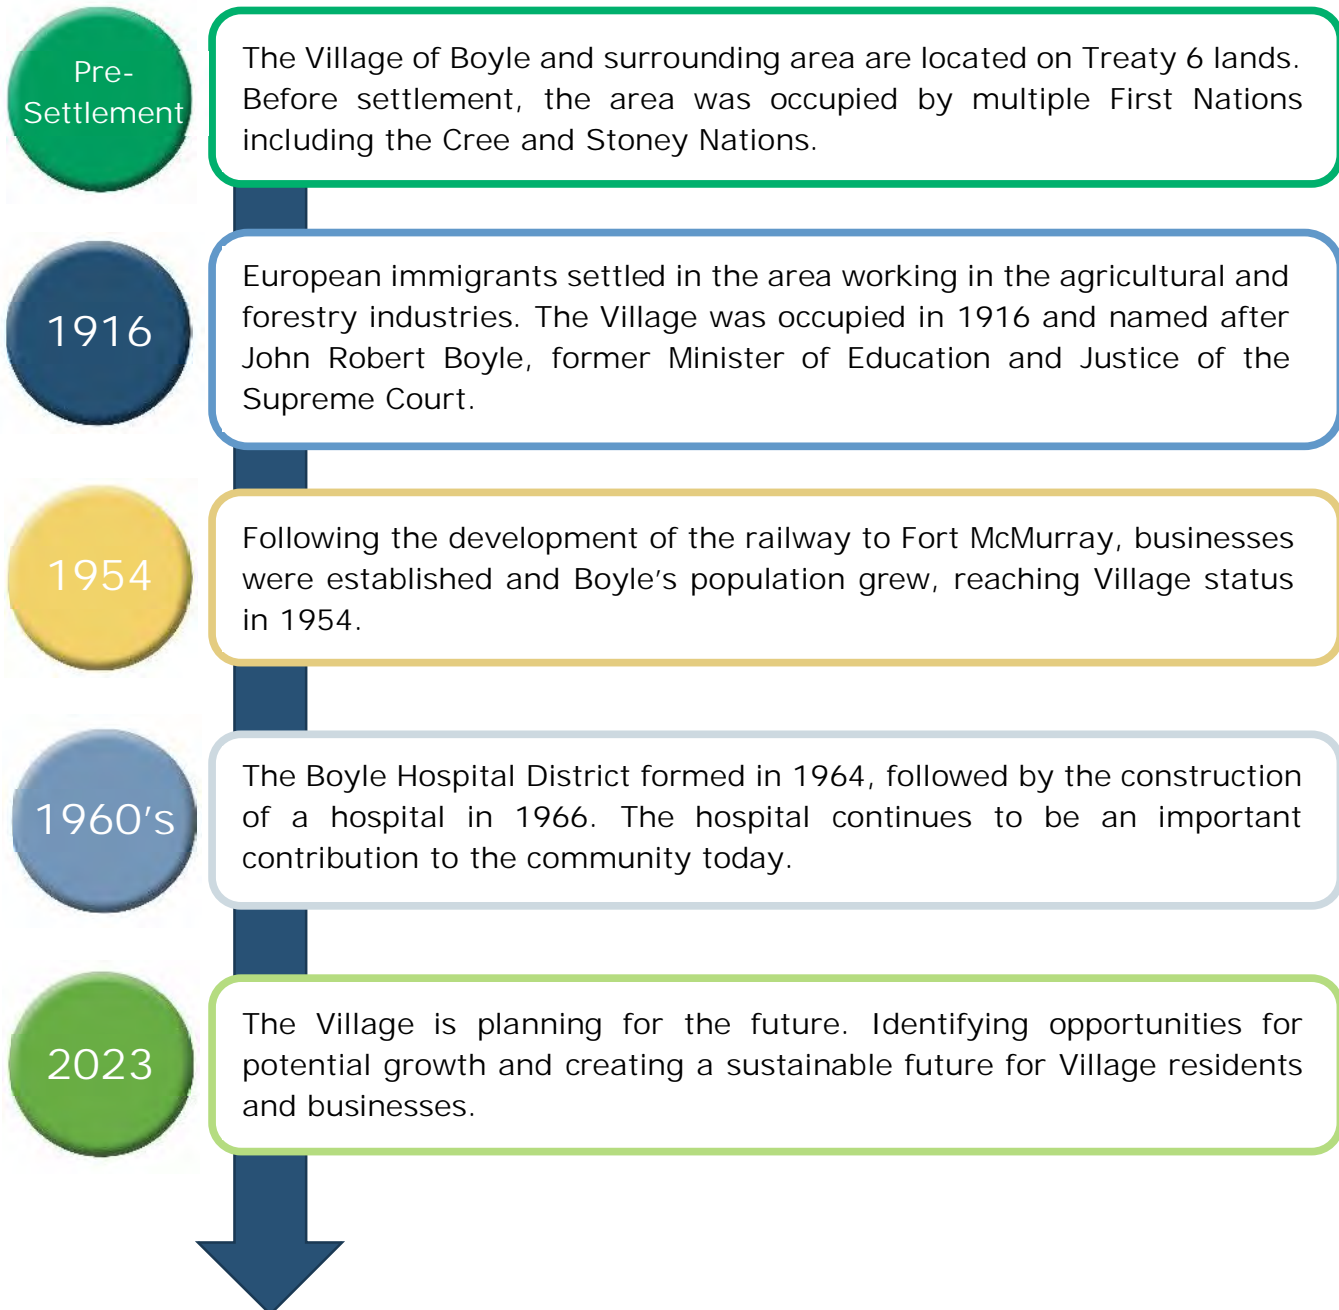 Pre-
Settlement
The Village of Boyle and surrounding area are located on Treaty 6 lands.
Before settlement, the area was occupied by multiple First Nations
including the Cree and Stoney Nations.
1916
European immigrants settled in the area working in the agricultural and
forestry industries. The Village was occupied in 1916 and named after
John Robert Boyle, former Minister of Education and Justice of the
Supreme Court.
1954
Following the development of the railway to Fort McMurray, businesses
were established and Boyle's population grew, reaching Village status
in 1954.
1960's
The Boyle Hospital District formed in 1964, followed by the construction
of a hospital in 1966. The hospital continues to be an important
contribution to the community today.
2023
The Village is planning for the future. Identifying opportunities for
potential growth and creating a sustainable future for Village residents
and businesses.